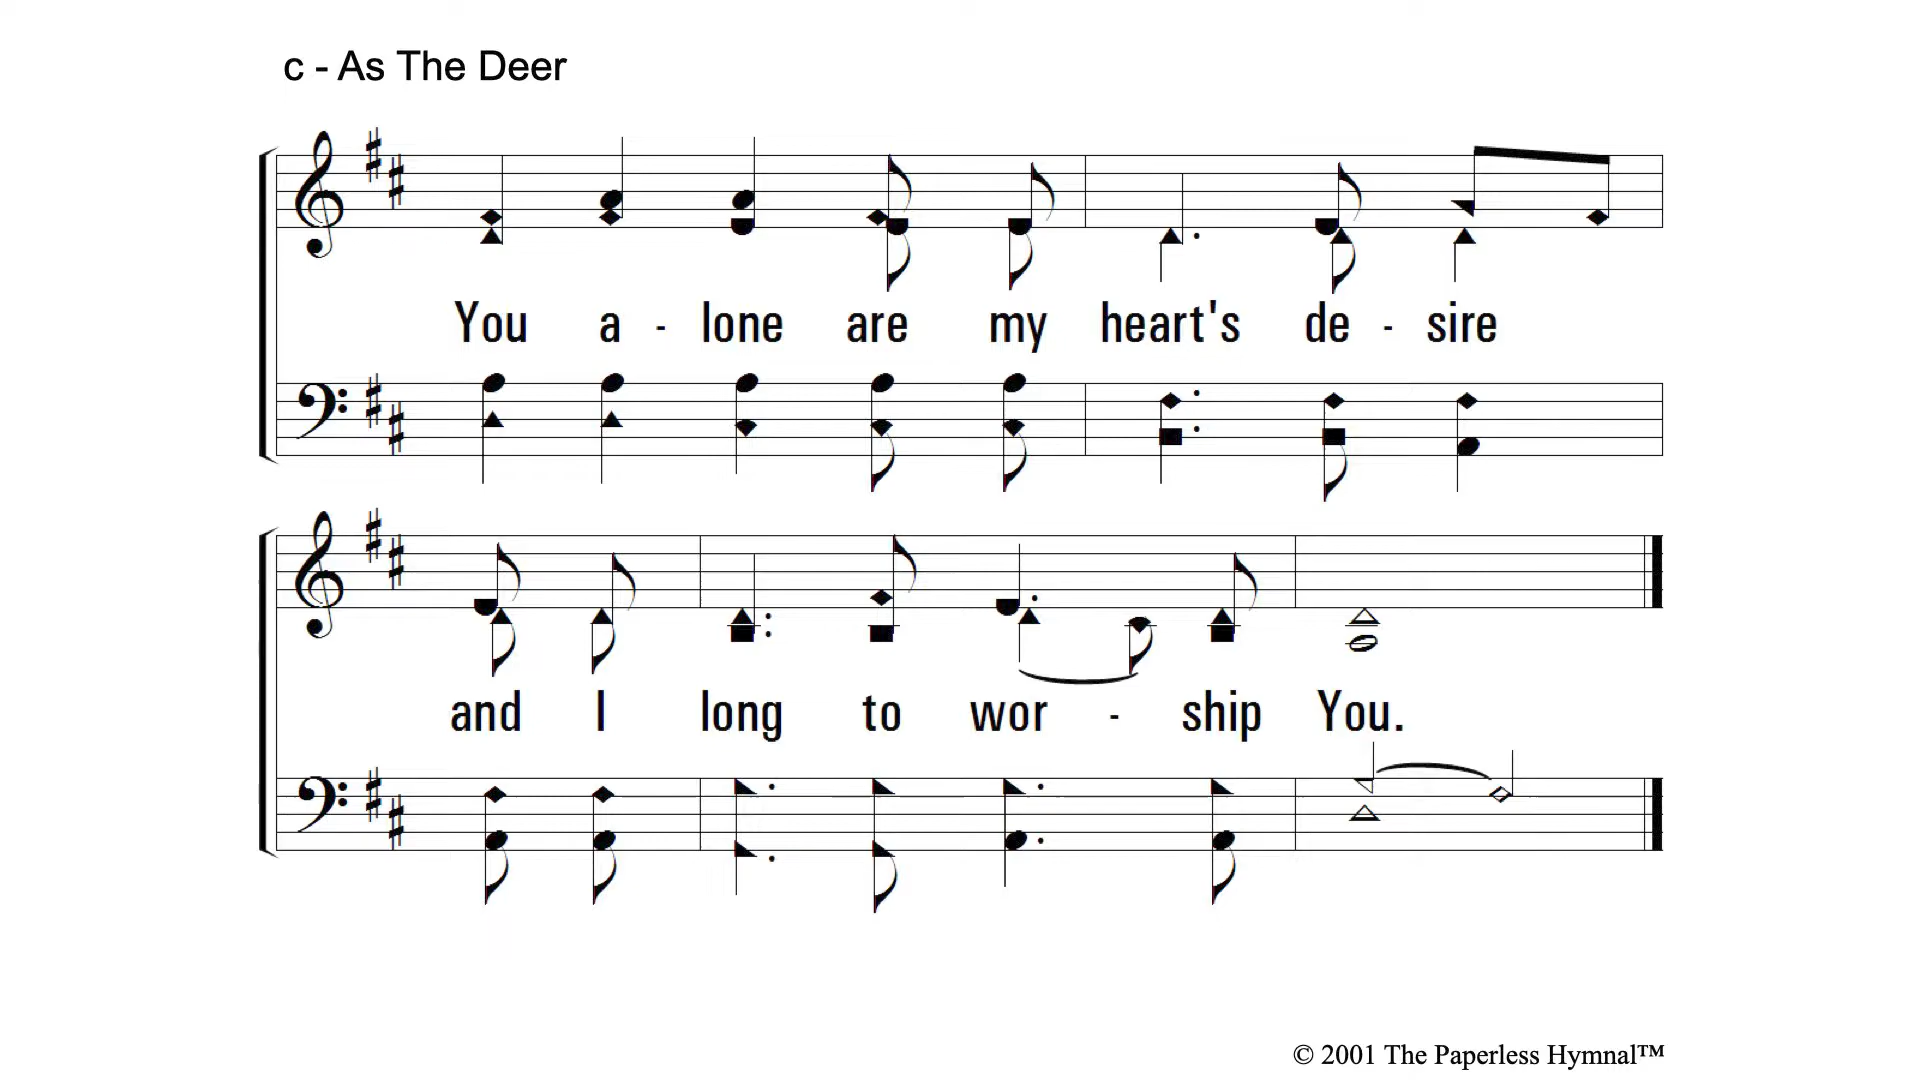 c - As The Deer
You a - lone are my heart's de - sire
and I long to wor - ship You.
© 2001 The Paperless Hymnal™